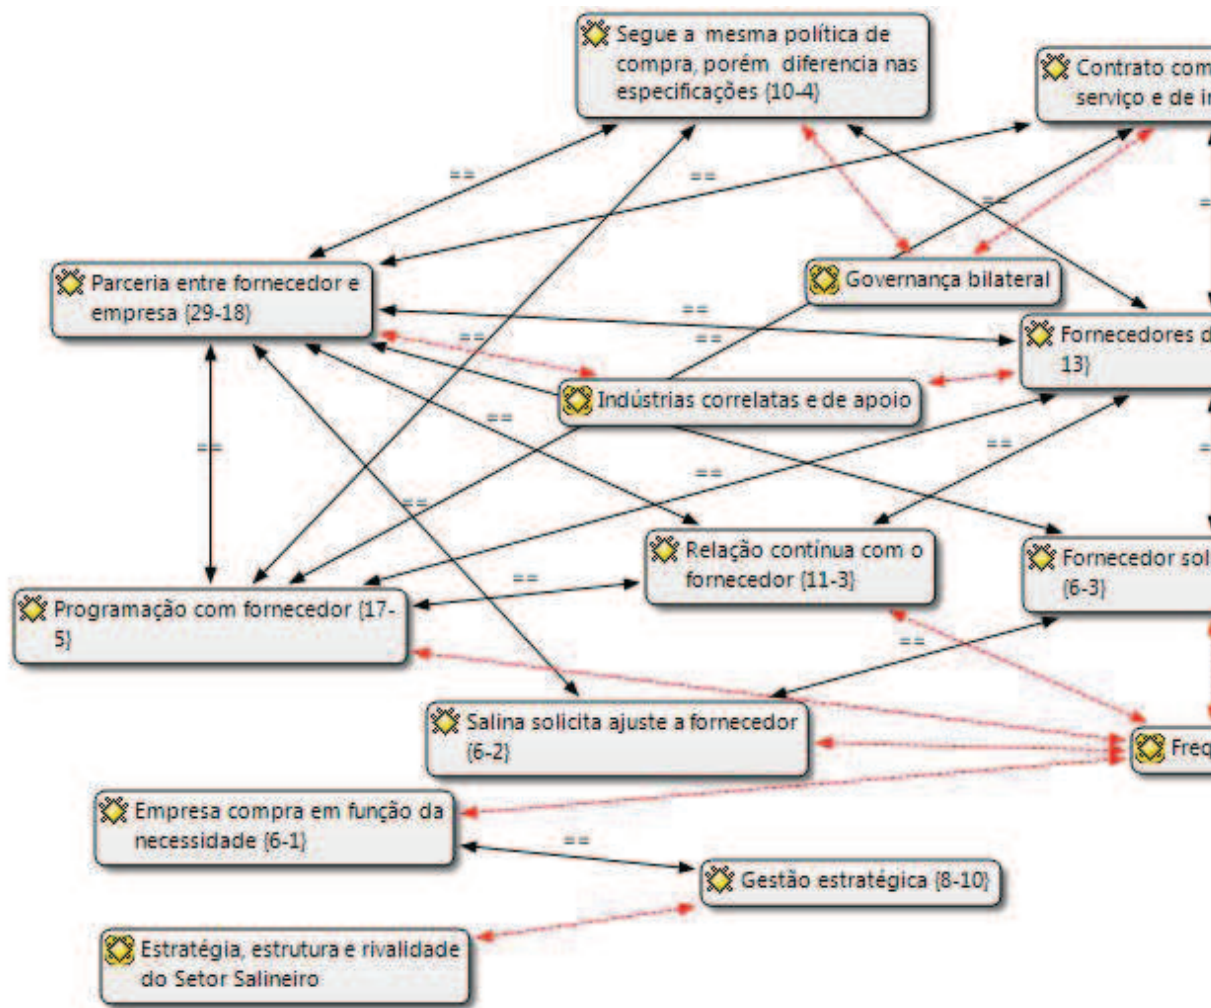 Segue a mesma política de
compra, porém diferencia nas
especificações {10-4}
Contrato com
serviço e de
==
==
==
Parceria entre fornecedor e
empresa {29-18}
Governança bilateral
==
==
==
Fornecedores
13}
Indústrias correlatas e de apoio
==
==
==
==
==
==
Relação contínua com o
fornecedor {11-3}
Fornecedor
{6-3}
==
Programação com fornecedor {17-
5}
==
Salina solicita ajuste a fornecedor
{6-2}
Empresa compra em função da
necessidade {6-1}
==
Gestão estratégica {8-10}
Estratégia, estrutura e rivalidade
do Setor Salineiro